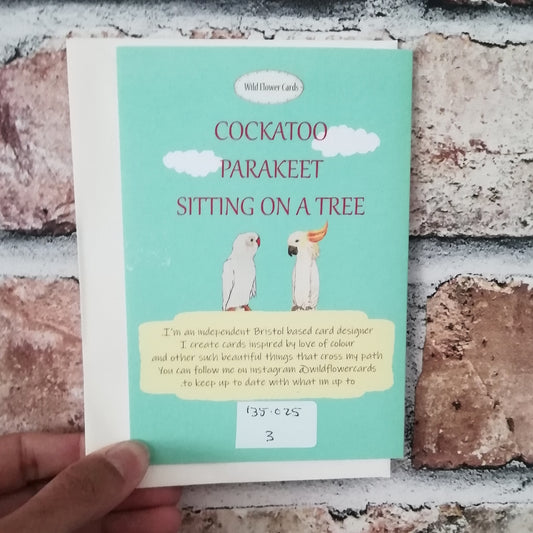 Wild Flower Cards
COCKATOO
PARAKEET
SITTING ON A TREE
I'm an independent Bristol based card designer
I create cards inspired by love of colour
and other such beautiful things that cross my path
You can follow me on instagram @wildflowercards
to keep up to date with what im up to
135.025
3